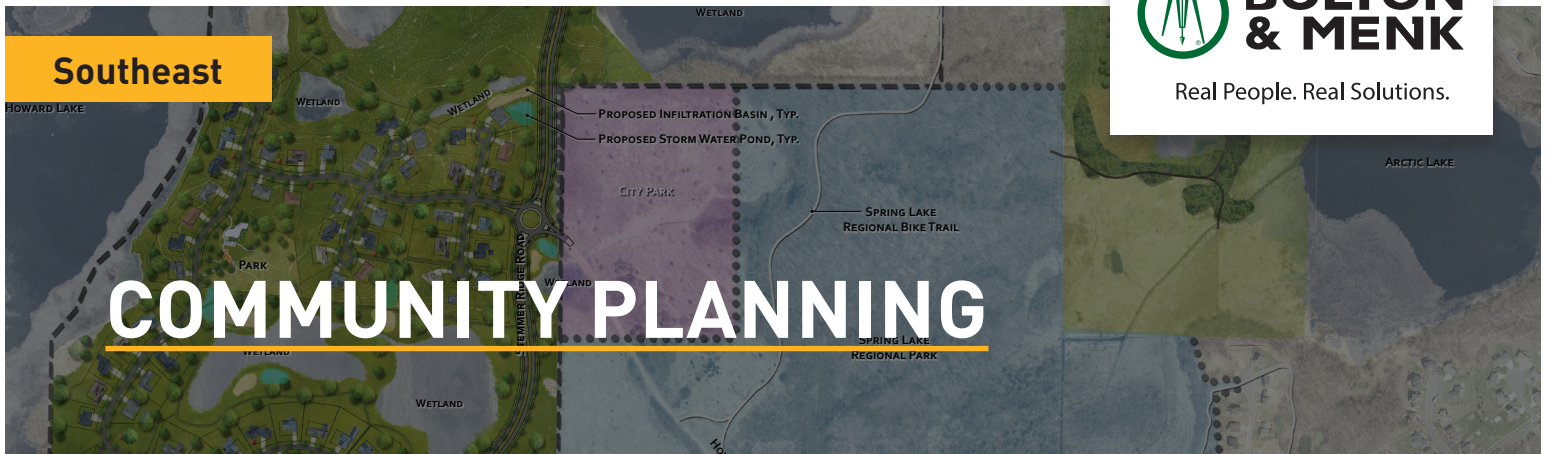 WETLAND
BOLTON
& MENK
®
Real People. Real Solutions.
Southeast
HOWARD LAKE
WETLAND
WETLAND
PROPOSED INFILTRATION BASIN , TYP.
PROPOSED STORM WATER POND, TYP.
ARCTIC LAKE
CITY PARK
SPRING LAKE
REGIONAL BIKE TRAIL
PARK
STEMMER RIDGE ROAD
WETLAND
COMMUNITY PLANNING
SPRING LAKE
REGIONAL PARK
WETLAND
WETLAND